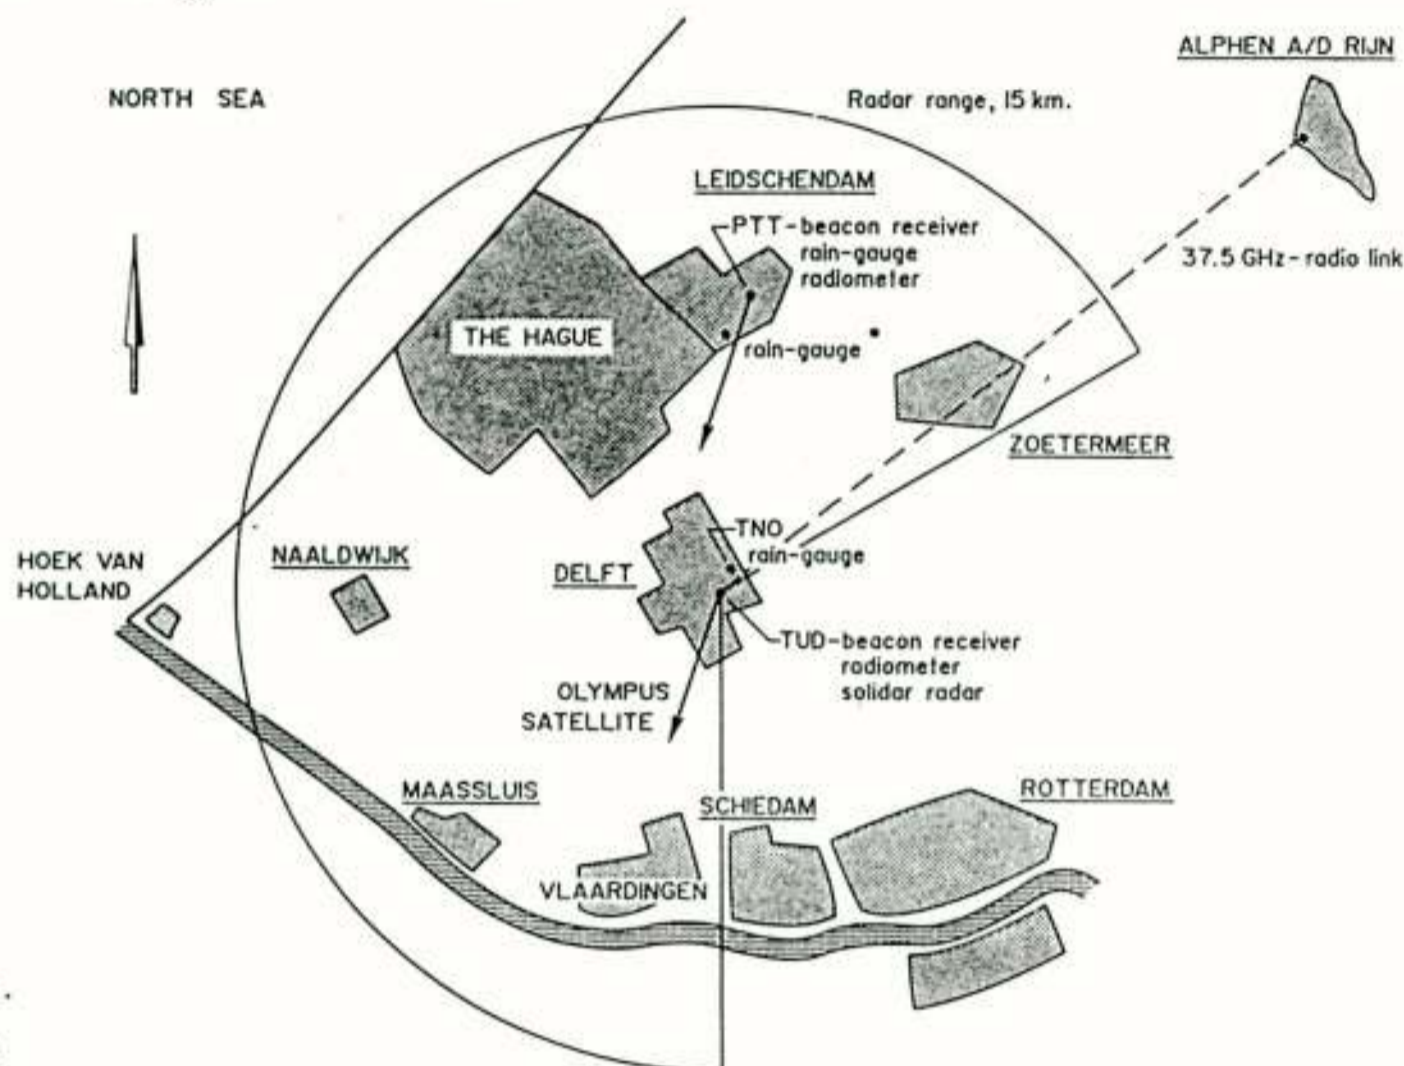 ALPHEN A/D RIJN
NORTH SEA
Radar range, 15 km.
LEIDSCHENDAM
PTT-beacon receiver
rain-gauge
radiometer
37.5 GHz-radio link
THE HAGUE
rain-gauge
ZOETERMEER
TNO
rain-gauge
HOEK VAN
HOLLAND
NAALDWIJK
DELFT
TUD-beacon receiver
radiometer
solidar radar
OLYMPUS
SATELLITE
MAASSLUIS
SCHIEDAM
ROTTERDAM
VLAARDINGEN